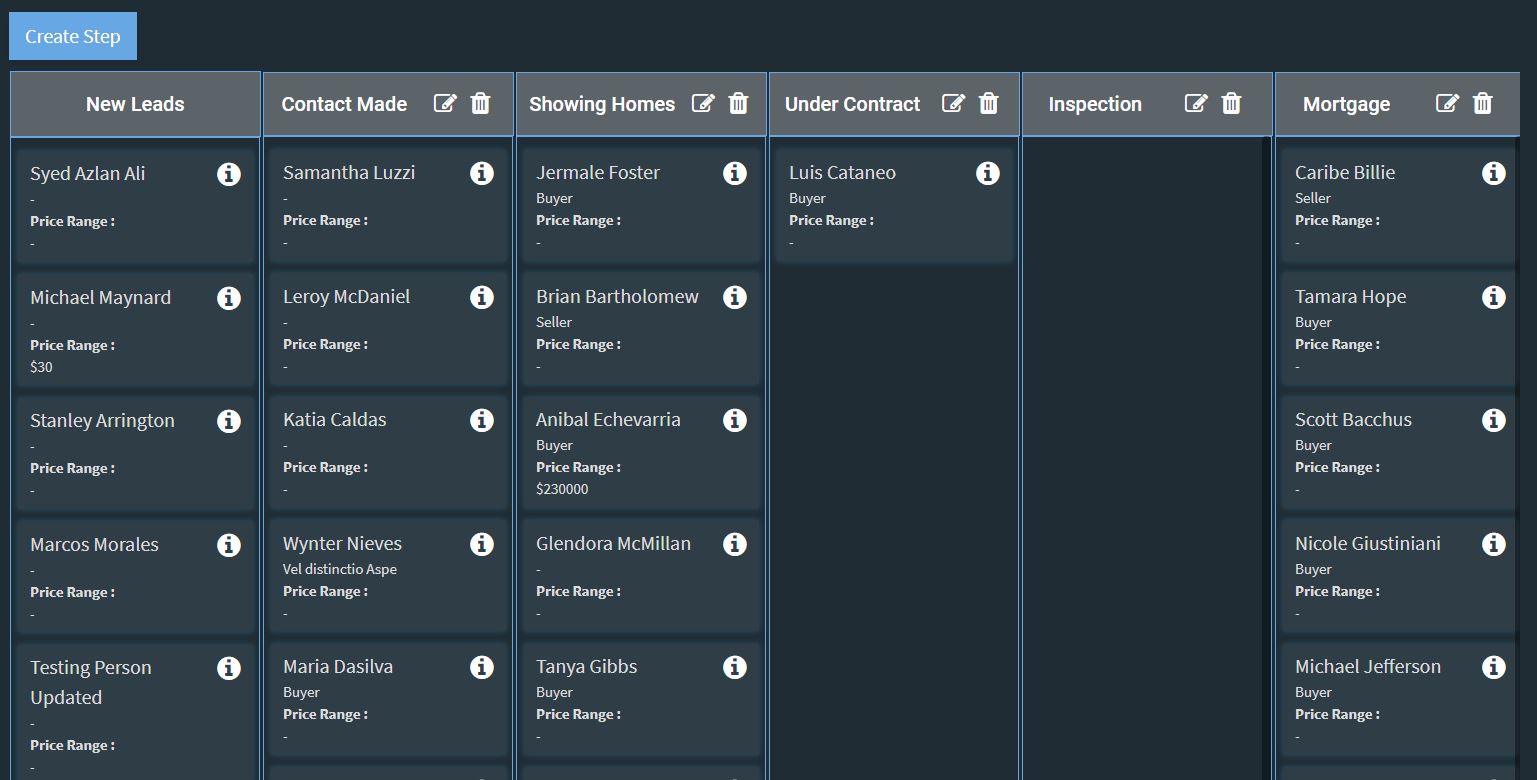 Create Step
New Leads
Syed Azlan Ali
-
Price Range :
-
Michael Maynard
-
Price Range :
$30
Stanley Arrington
-
Price Range :
-
Marcos Morales
-
Price Range :
-
Testing Person
Updated
-
Price Range :
-
Contact Made
Samantha Luzzi
-
Price Range :
-
Leroy McDaniel
-
Price Range :
-
Katia Caldas
-
Price Range :
-
Wynter Nieves
Vel distinctio Aspe
Price Range :
-
Maria Dasilva
Buyer
Price Range :
-
Showing Homes
Jermale Foster
Buyer
Price Range :
-
Brian Bartholomew
Seller
Price Range :
-
Anibal Echevarria
Buyer
Price Range :
$230000
Glendora McMillan
-
Price Range :
-
Tanya Gibbs
Buyer
Price Range :
-
Under Contract
Luis Cataneo
Buyer
Price Range :
-
Inspection
Mortgage
Caribe Billie
Seller
Price Range :
-
Tamara Hope
Buyer
Price Range :
-
Scott Bacchus
Buyer
Price Range :
-
Nicole Giustiniani
Buyer
Price Range :
-
Michael Jefferson
Buyer
Price Range :
-